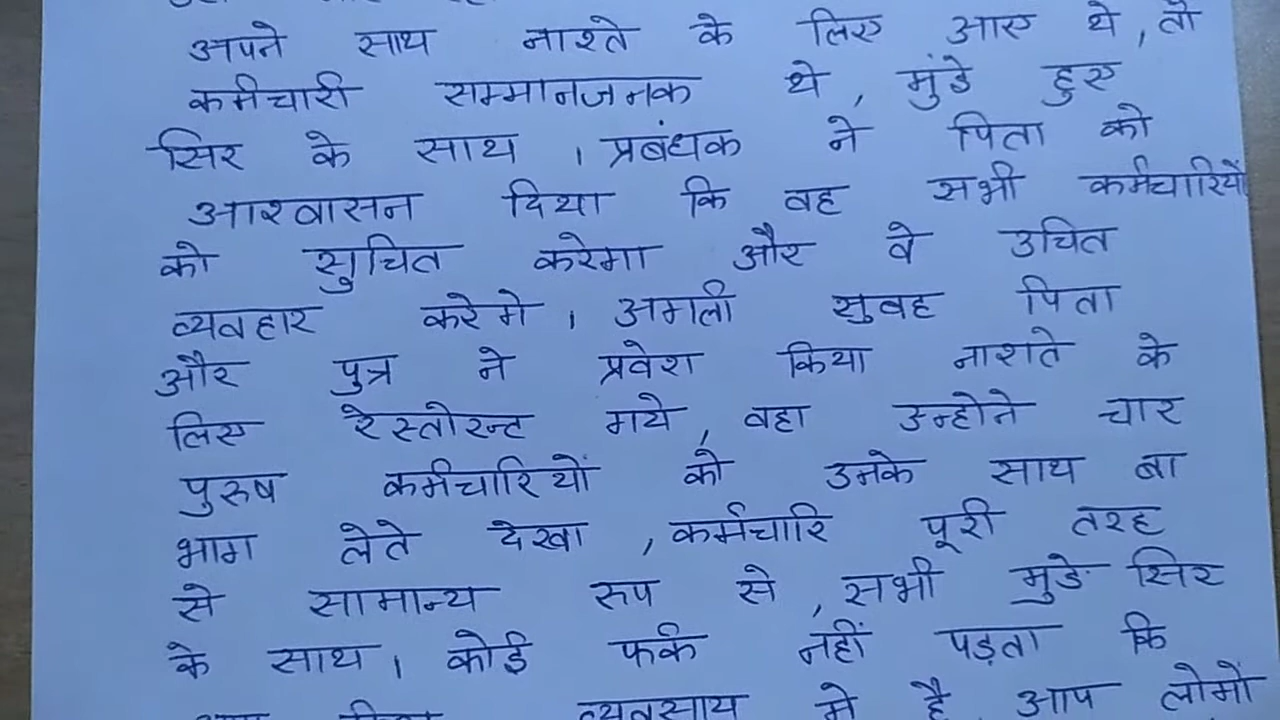 अपने साथ नाश्ते के लिए आए थे, तो
कर्मचारी सम्मानजनक थे, मुंडे हुए
सिर के साथ । प्रबंधक ने पिता को
आश्वासन दिया कि वह सभी कर्मचारियों
को सुचित करेगा और वे उचित
व्यवहार करेगे । अगली सुबह पिता
और पुत्र ने प्रवेश किया नाशते के
लिए रेस्तोरन्ट गये, वहा उन्होने चार
पुरुष कर्मचारियों को उनके साथ बा
भाग लेते देखा, कर्मचारि पूरी तरह
से सामान्य रुप से, सभी मुडे सिर
के साथ । कोई फर्क नहीं पड़ता कि
व्यवसाय मे है आप लोगों